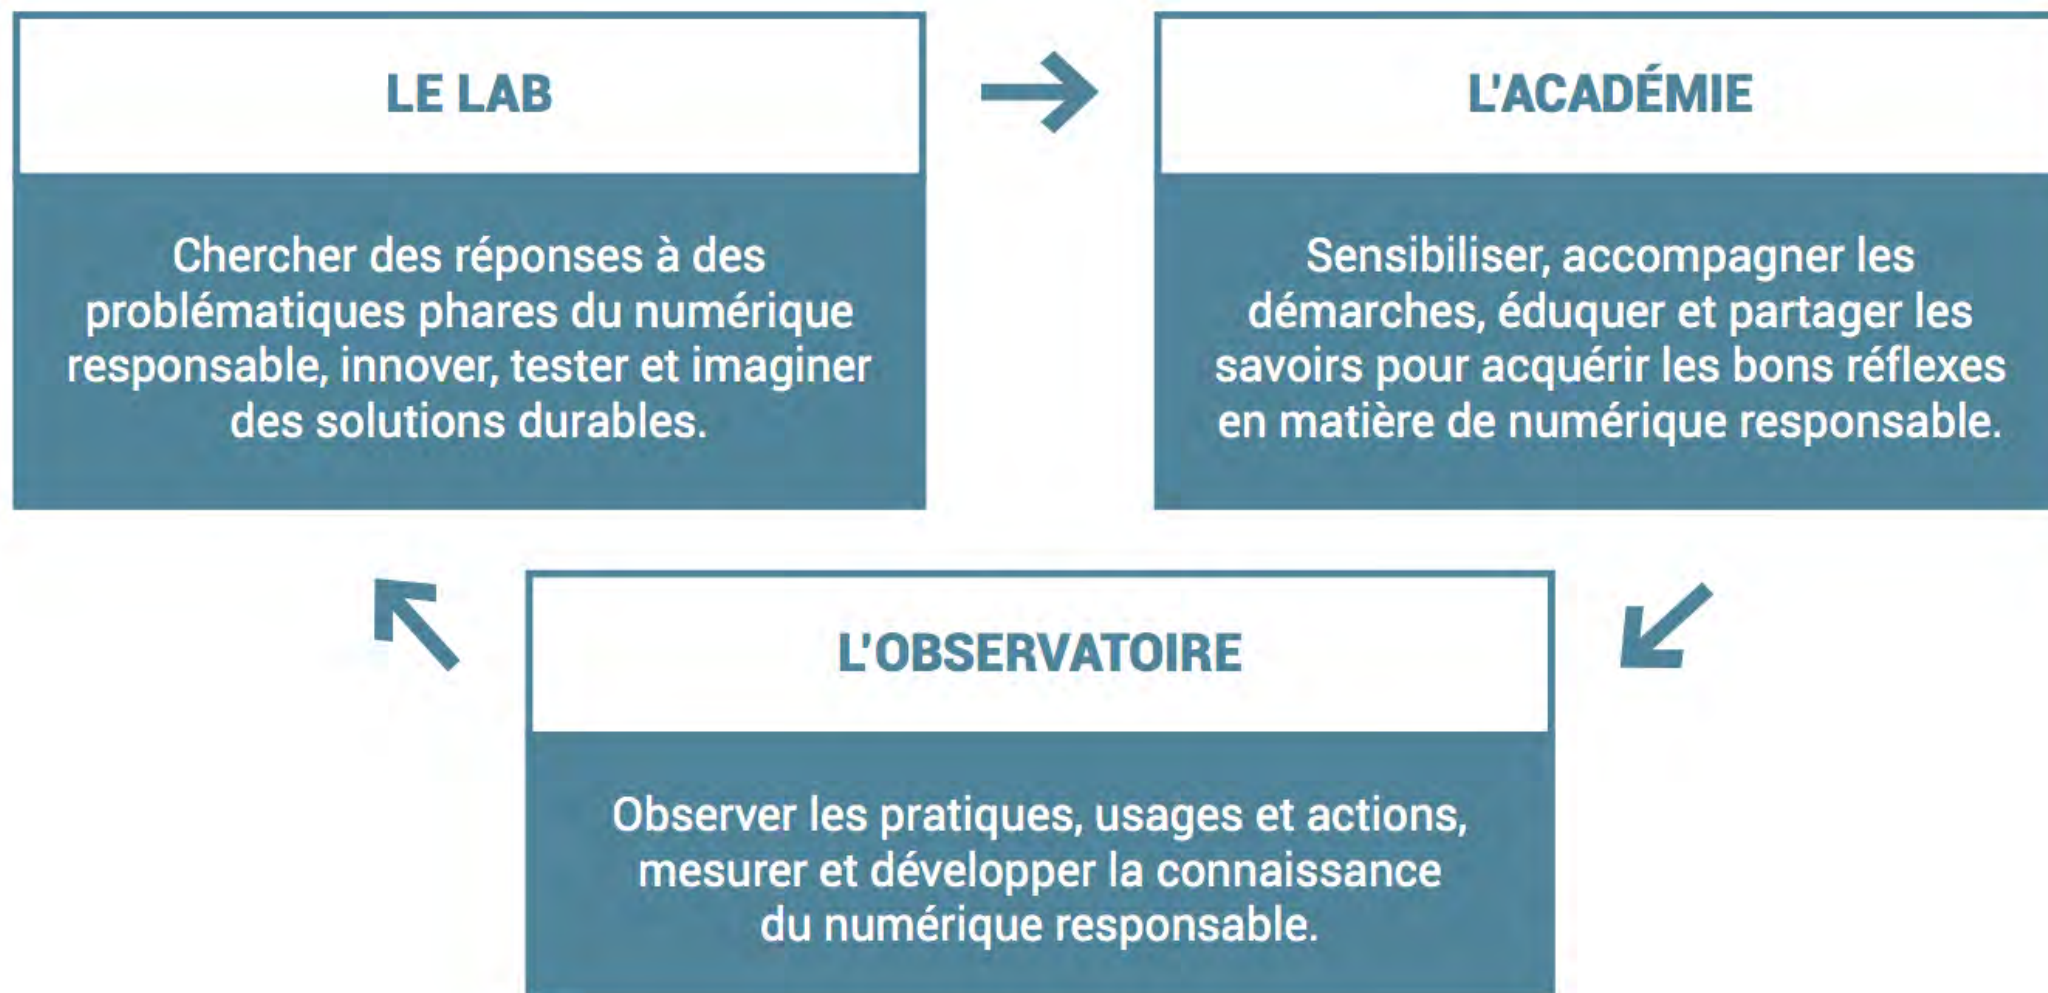 LE LAB
Chercher des réponses à des
problématiques phares du numérique
responsable, innover, tester et imaginer
des solutions durables.
L'ACADÉMIE
Sensibiliser, accompagner les
démarches, éduquer et partager les
savoirs pour acquérir les bons réflexes
en matière de numérique responsable.
L'OBSERVATOIRE
Observer les pratiques, usages et actions,
mesurer et développer la connaissance
du numérique responsable.